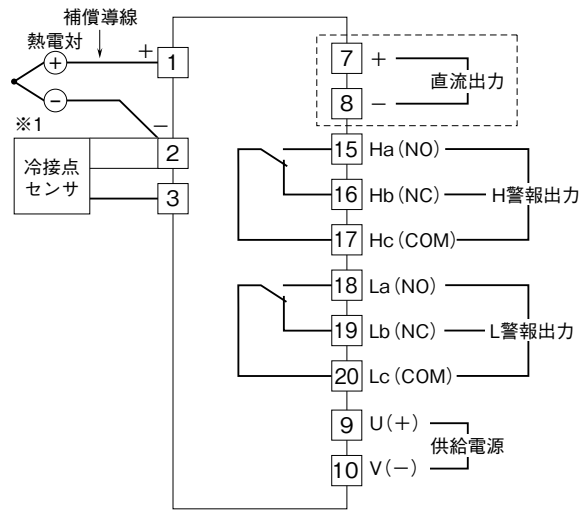 補償導線
熱電対
+
+
−
−
※1
冷接点
センサ
1
2
3
7 +
8 −
直流出力
15 Ha(NO)
16 Hb(NC)
17 Hc(COM)
H警報出力
18 La(NO)
19 Lb(NC)
20 Lc(COM)
L警報出力
9 U(+)
10 V(−)
供給電源